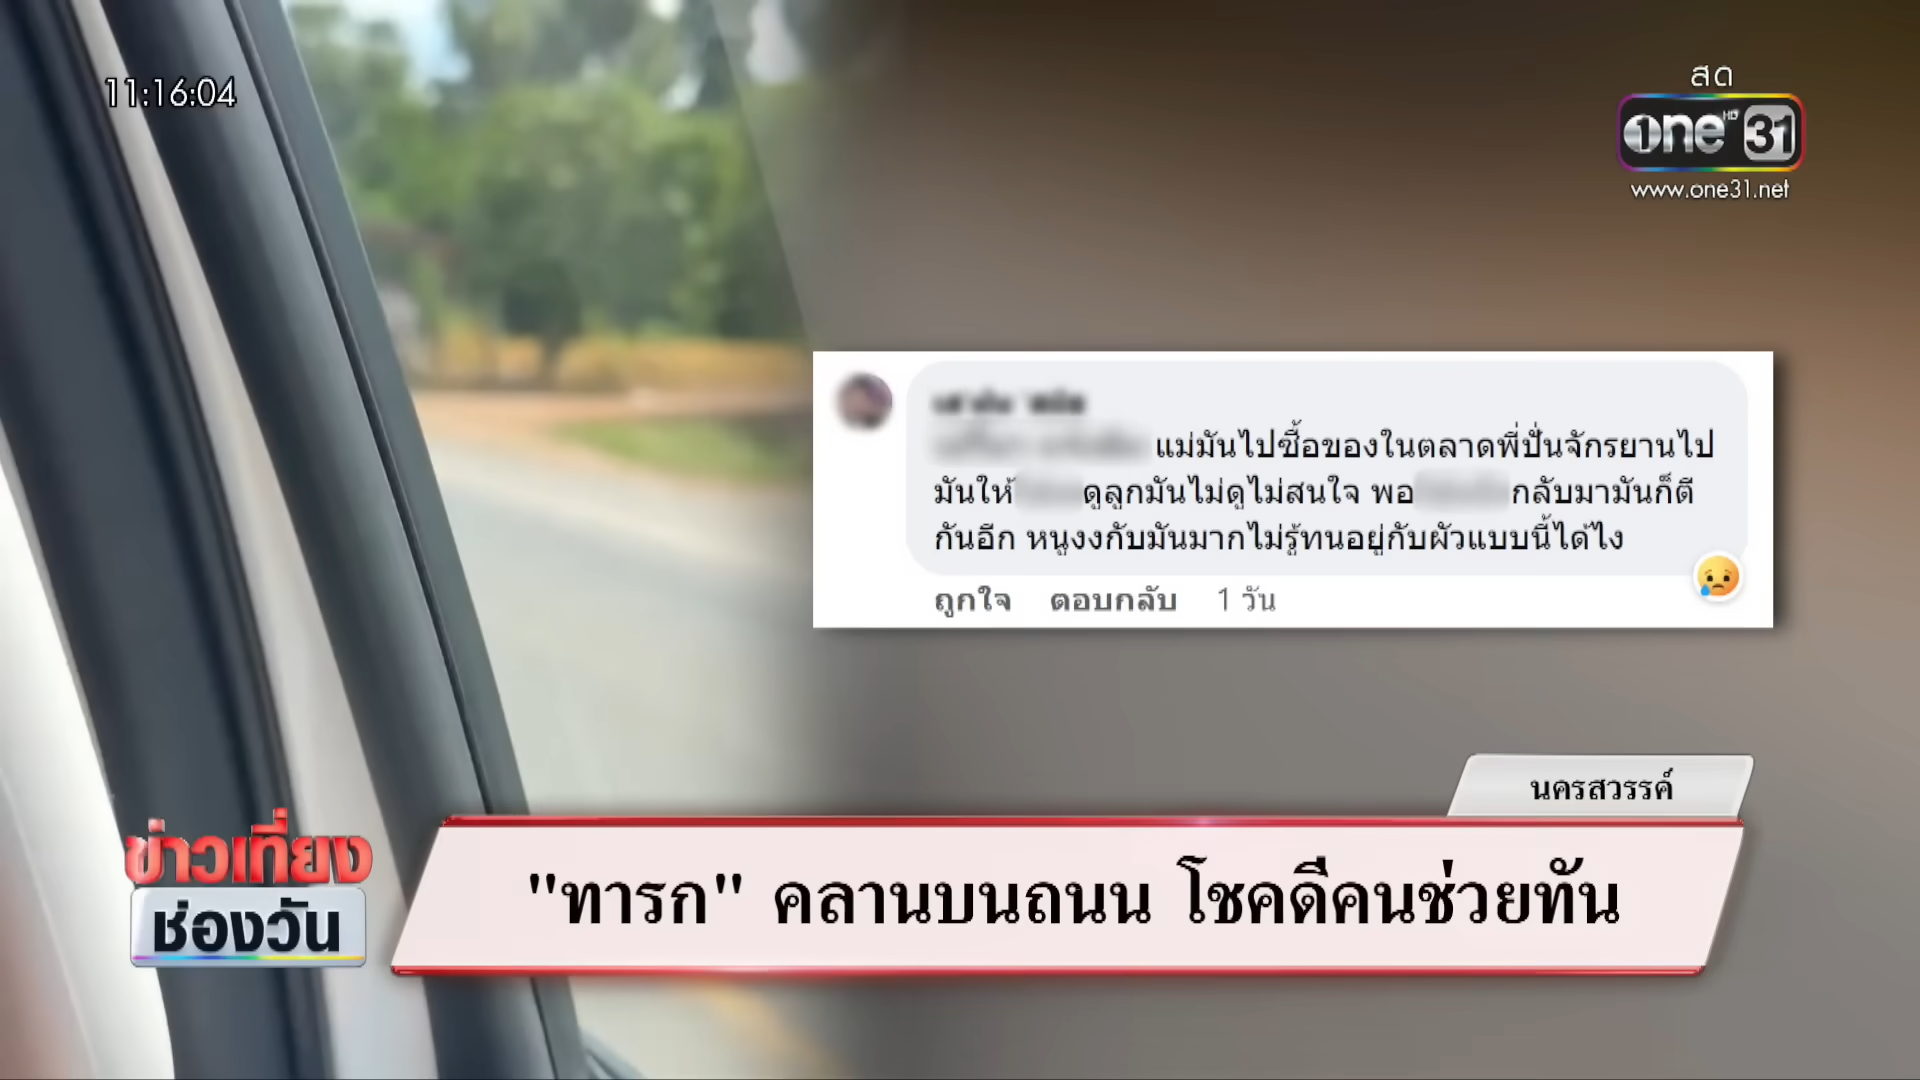 11:16:04
สด
one HD 31
www.one31.net
แม่มันไปซื้อของในตลาดพี่ปั่นจักรยานไป
มันให้ ดูลูกมันไม่ดูไม่สนใจ พอ กลับมามันก็ตี
กันอีก หนูงงกับมันมากไม่รู้ทนอยู่กับผัวแบบนี้ได้ไง
ถูกใจ ตอบกลับ 1 วัน
นครสวรรค์
ข่าวเที่ยง
ช่องวัน
"ทารก" คลานบนถนน โชคดีคนช่วยทัน